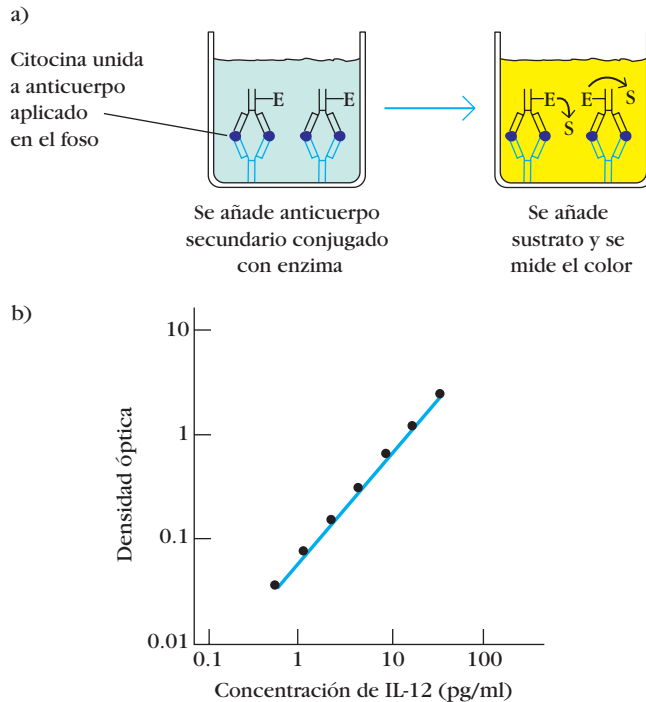 a)
Citocina unida
a anticuerpo
aplicado
en el foso
E
E
E
S
E
S
Se añade anticuerpo
secundario conjugado
con enzima
Se añade
sustrato y se
mide el color
b)
Densidad óptica
10
1
0.1
0.01
0.1
1
10
100
Concentración de IL-12 (pg/ml)